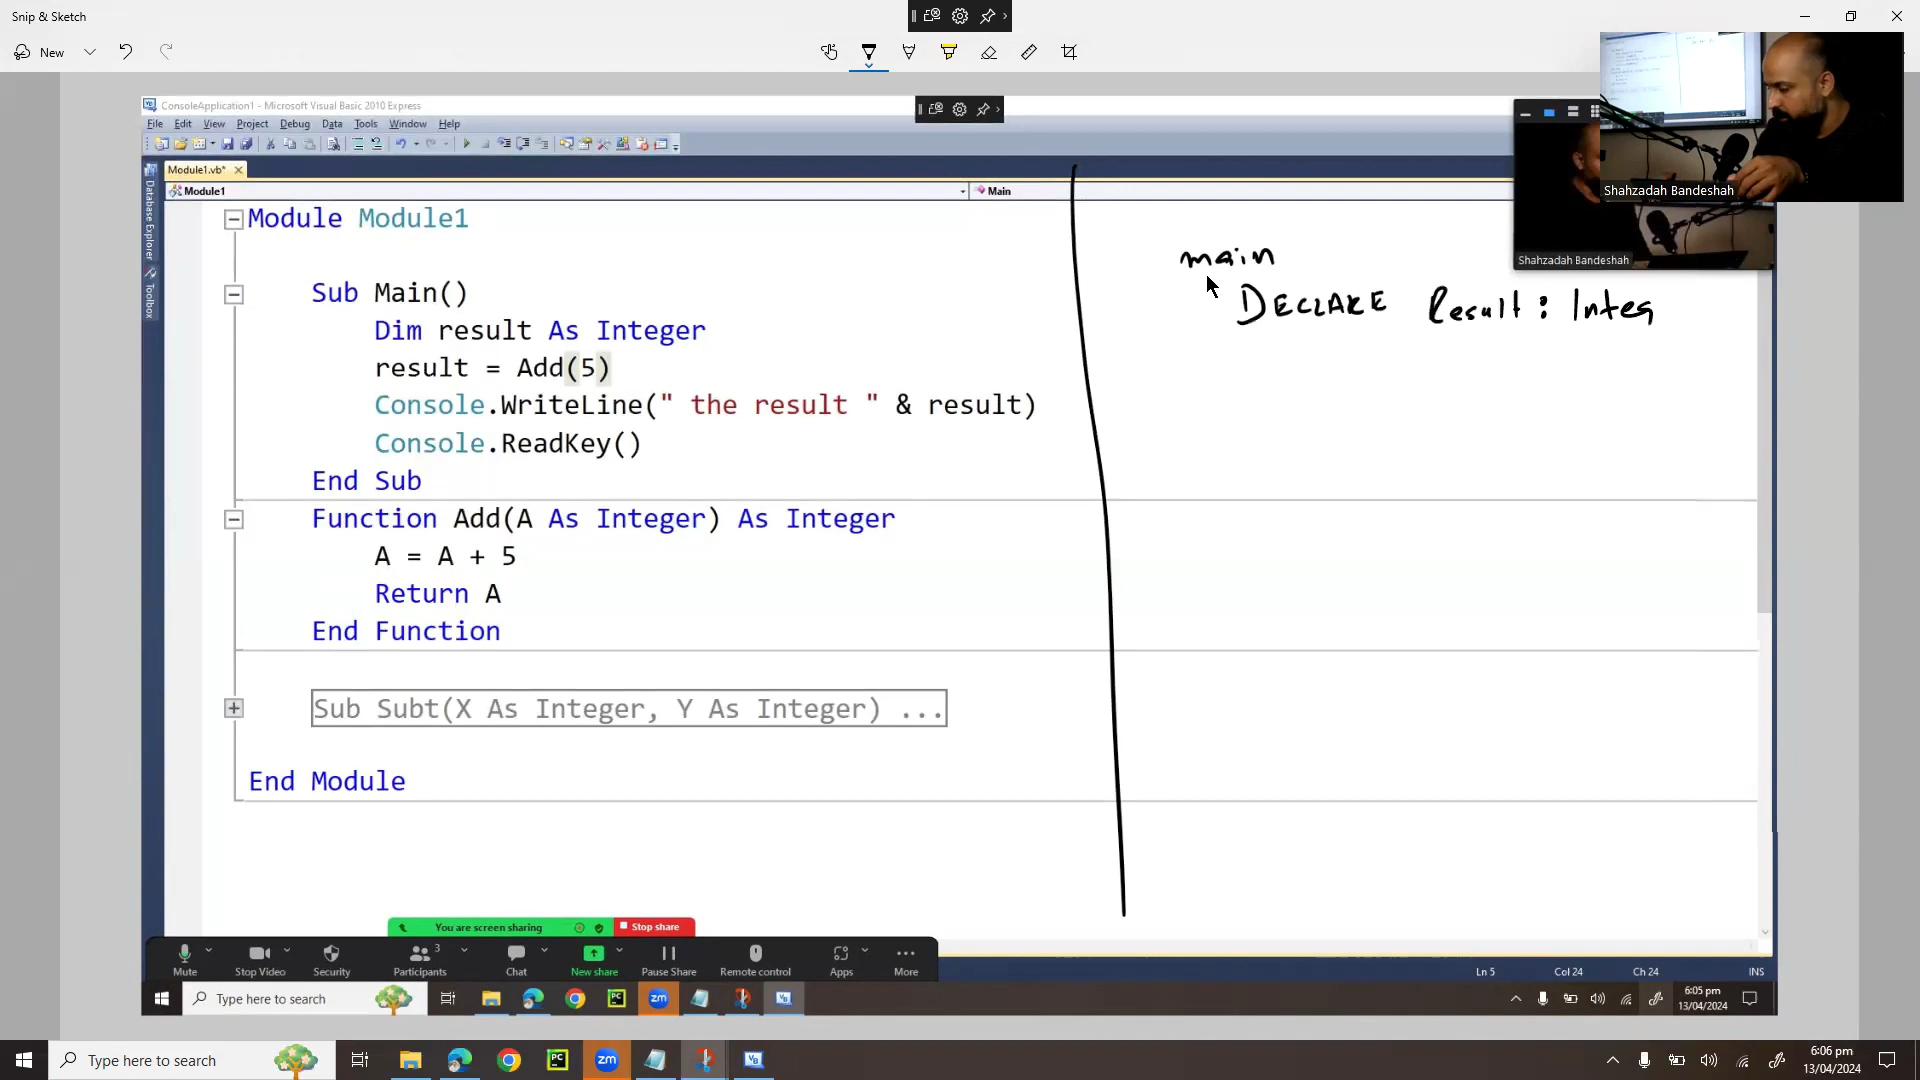 Snip & Sketch
New
Shahzadah Bandeshah
ConsoleApplication1 - Microsoft Visual Basic 2010 Express
File Edit View Project Debug Data Tools Window Help
Module1.vb*
Module1
Main
Database Explorer
Toolbox
Shahzadah Bandeshah
Module Module1
Sub Main()
Dim result As Integer
result = Add(5)
Console.WriteLine(" the result " & result)
Console.ReadKey()
End Sub
Function Add(A As Integer) As Integer
A = A + 5
Return A
End Function
Sub Subt(X As Integer, Y As Integer) ...
End Module
main
DECLARE Result : Integ
You are screen sharing
Stop share
3
Mute
Stop Video
Security
Participants
Chat
New share
Pause Share
Remote control
Apps
More
Ln 5
Col 24
Ch 24
INS
Type here to search
zm
6:05 pm
13/04/2024
Type here to search
zm
6:06 pm
13/04/2024